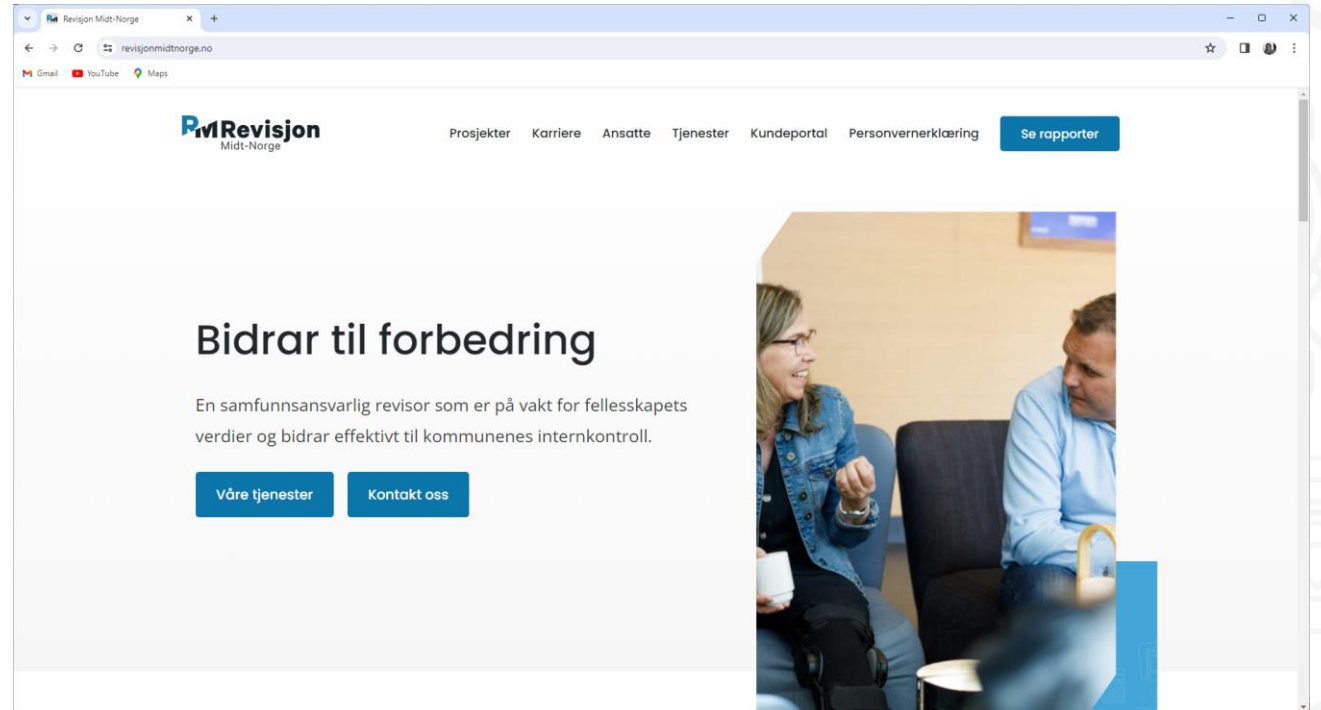 Revisjon Midt-Norge
revisjonmidtnorge.no
Gmail YouTube Maps
RM Revisjon
Midt-Norge
Prosjekter Karriere Ansatte Tjenester Kundeportal Personvernerklæring Se rapporter
Bidrar til forbedring
En samfunnsansvarlig revisor som er på vakt for fellesskapets
verdier og bidrar effektivt til kommunenes internkontroll.
Våre tjenester Kontakt oss